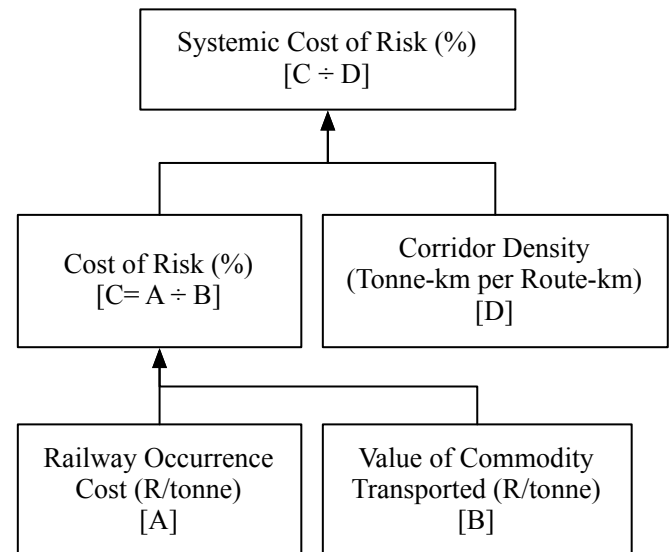 Systemic Cost of Risk (%)
[C ÷ D]
Cost of Risk (%)
[C= A ÷ B]
Corridor Density
(Tonne-km per Route-km)
[D]
Railway Occurrence
Cost (R/tonne)
[A]
Value of Commodity
Transported (R/tonne)
[B]